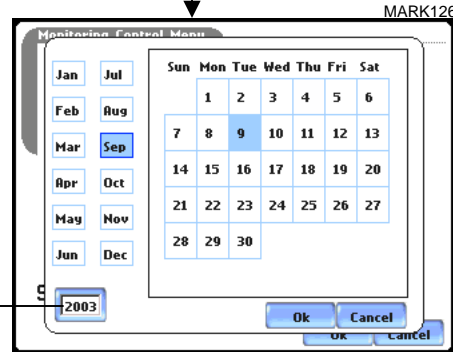 MARK126
Monitoring Control Menu
Jan Jul
Feb Aug
Mar Sep
Apr Oct
May Nov
Jun Dec
2003
Sun Mon Tue Wed Thu Fri Sat
1 2 3 4 5 6
7 8 9 10 11 12 13
14 15 16 17 18 19 20
21 22 23 24 25 26 27
28 29 30
Ok Cancel
Ok Cancel